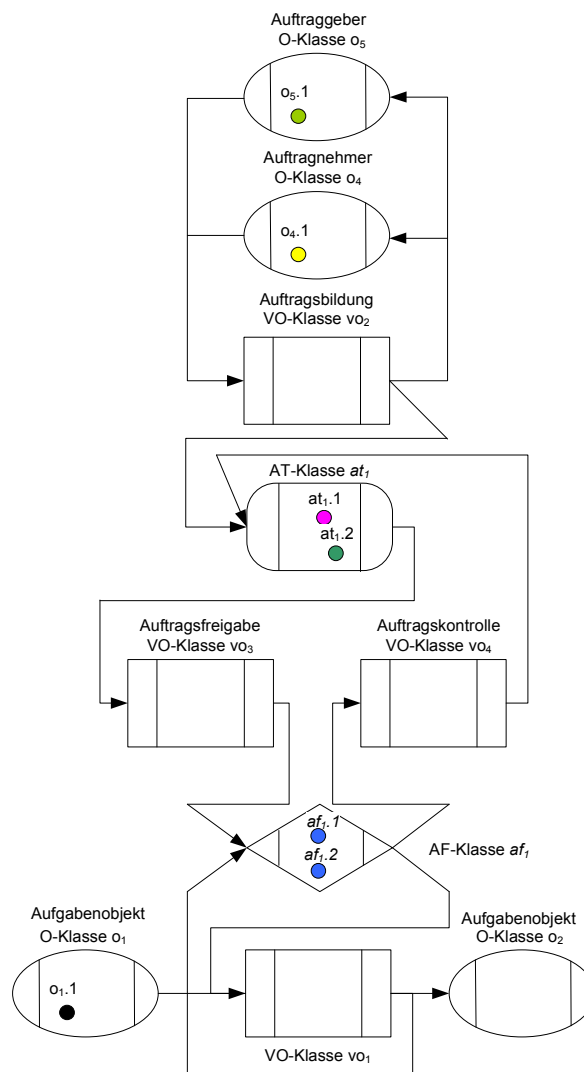 Auftraggeber
O-Klasse o₅
o₅.1
Auftragnehmer
O-Klasse o₄
o₄.1
Auftragsbildung
VO-Klasse vo₂
AT-Klasse at₁
at₁.1
at₁.2
Auftragsfreigabe
VO-Klasse vo₃
Auftragskontrolle
VO-Klasse vo₄
af₁.1
af₁.2
AF-Klasse af₁
Aufgabenobjekt
O-Klasse o₁
o₁.1
Aufgabenobjekt
O-Klasse o₂
VO-Klasse vo₁